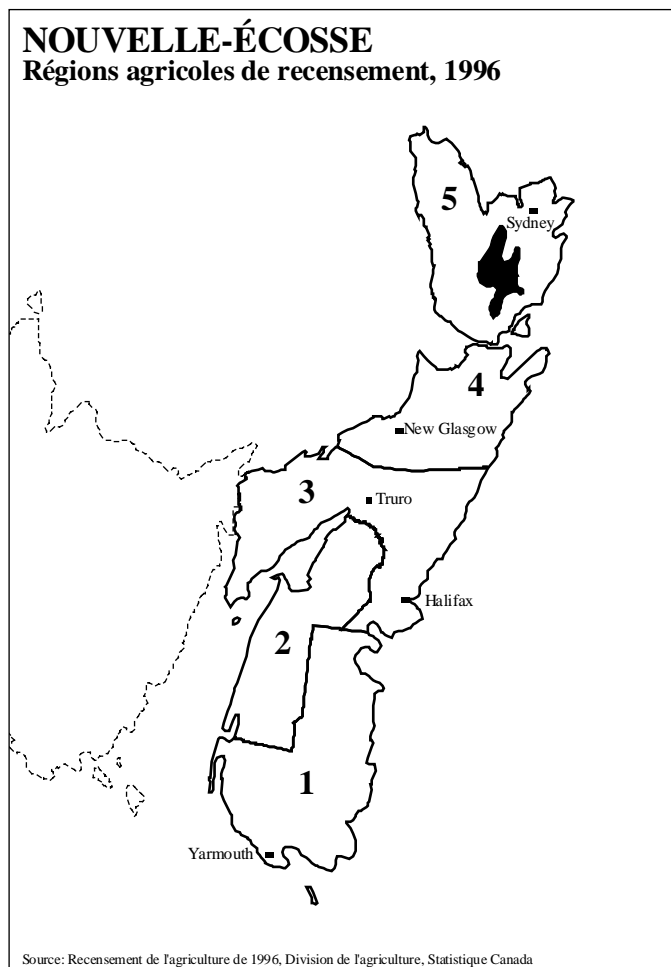 NOUVELLE-ÉCOSSE
Régions agricoles de recensement, 1996
5
Sydney
4
New Glasgow
3
Truro
Halifax
2
1
Yarmouth
Source: Recensement de l'agriculture de 1996, Division de l'agriculture, Statistique Canada